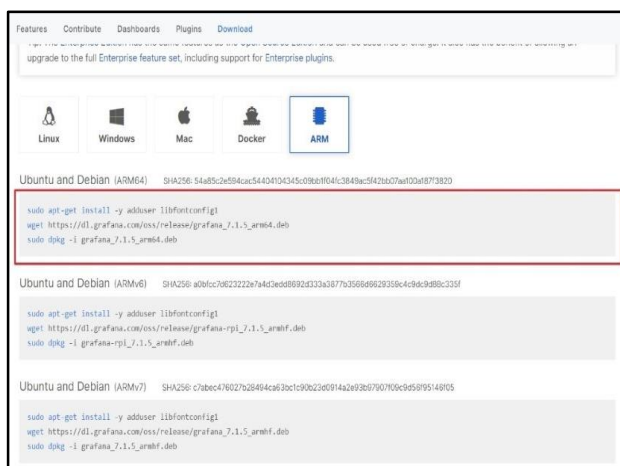 Features Contribute Dashboards Plugins Download
upgrade to the full Enterprise feature set, including support for Enterprise plugins.
Linux Windows Mac Docker ARM
Ubuntu and Debian (ARM64) SHA256:
sudo apt-get install -y adduser libfontconfig1
wget https://dl.grafana.com/oss/release/grafana_7.1.5_arm64.deb
sudo dpkg -i grafana_7.1.5_arm64.deb
Ubuntu and Debian (ARMv6) SHA256:
sudo apt-get install -y adduser libfontconfig1
wget https://dl.grafana.com/oss/release/grafana-rpi_7.1.5_armhf.deb
sudo dpkg -i grafana-rpi_7.1.5_armhf.deb
Ubuntu and Debian (ARMv7) SHA256:
sudo apt-get install -y adduser libfontconfig1
wget https://dl.grafana.com/oss/release/grafana_7.1.5_armhf.deb
sudo dpkg -i grafana_7.1.5_armhf.deb